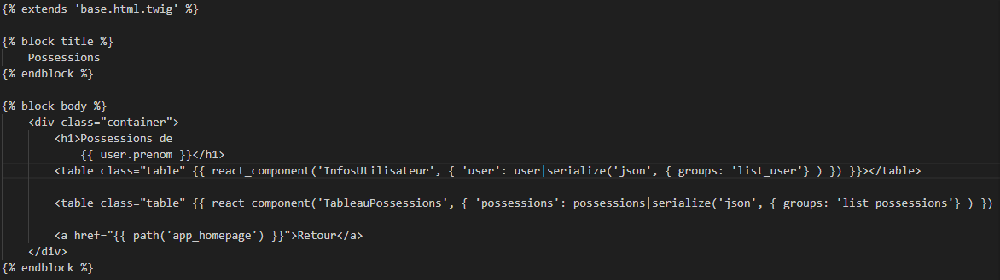 {% extends 'base.html.twig' %}
{% block title %}
Possessions
{% endblock %}
{% block body %}
<div class="container">
<h1>Possessions de
{{ user.prenom }}</h1>
<table class="table" {{ react_component('InfosUtilisateur', { 'user': user|serialize('json', { groups: 'list_user'} ) }) }}></table>
<table class="table" {{ react_component('TableauPossessions', { 'possessions': possessions|serialize('json', { groups: 'list_possessions'} ) })
<a href="{{ path('app_homepage') }}">Retour</a>
</div>
{% endblock %}